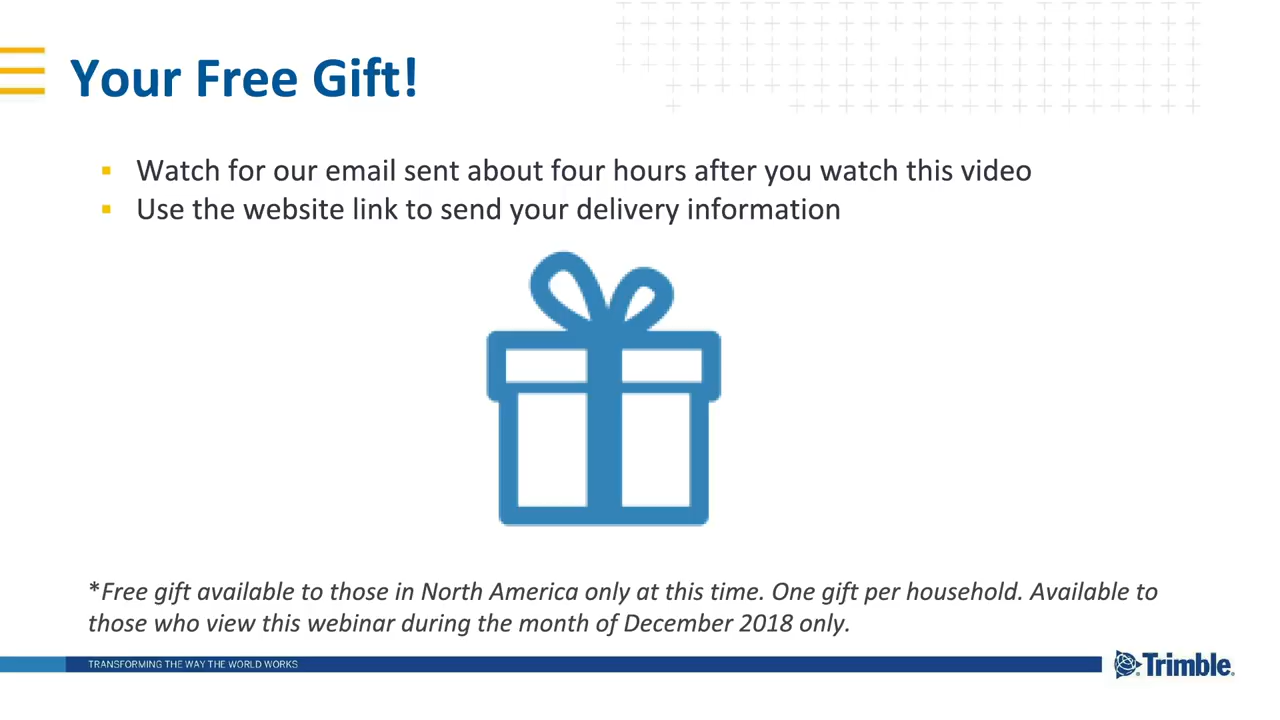 Your Free Gift!
▪ Watch for our email sent about four hours after you watch this video
▪ Use the website link to send your delivery information
*Free gift available to those in North America only at this time. One gift per household. Available to
those who view this webinar during the month of December 2018 only.
TRANSFORMING THE WAY THE WORLD WORKS
Trimble.